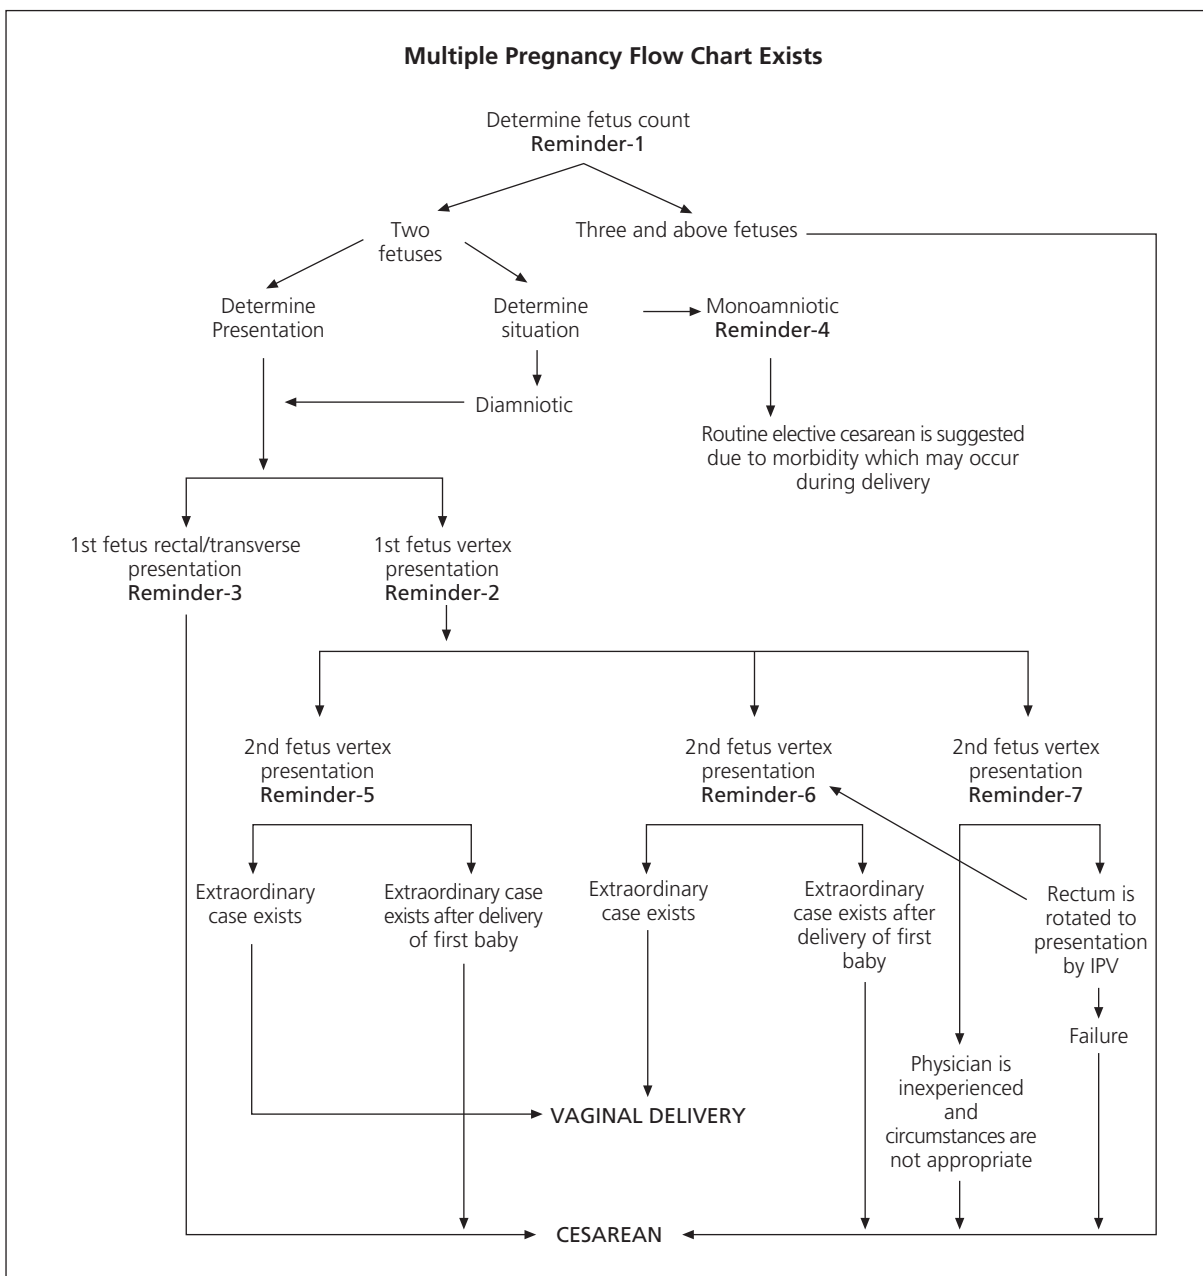 Multiple Pregnancy Flow Chart Exists
Determine fetus count
Reminder-1
Two
fetuses
Three and above fetuses
Determine
Presentation
Determine
situation
Monoamniotic
Reminder-4
Diamniotic
Routine elective cesarean is suggested
due to morbidity which may occur
during delivery
1st fetus rectal/transverse
presentation
Reminder-3
1st fetus vertex
presentation
Reminder-2
2nd fetus vertex
presentation
Reminder-5
2nd fetus vertex
presentation
Reminder-6
2nd fetus vertex
presentation
Reminder-7
Extraordinary
case exists
Extraordinary case
exists after delivery
of first baby
Extraordinary
case exists
Extraordinary
case exists after
delivery of first
baby
Rectum is
rotated to
presentation
by IPV
Failure
Physician is
inexperienced
and
circumstances are
not appropriate
VAGINAL DELIVERY
CESAREAN